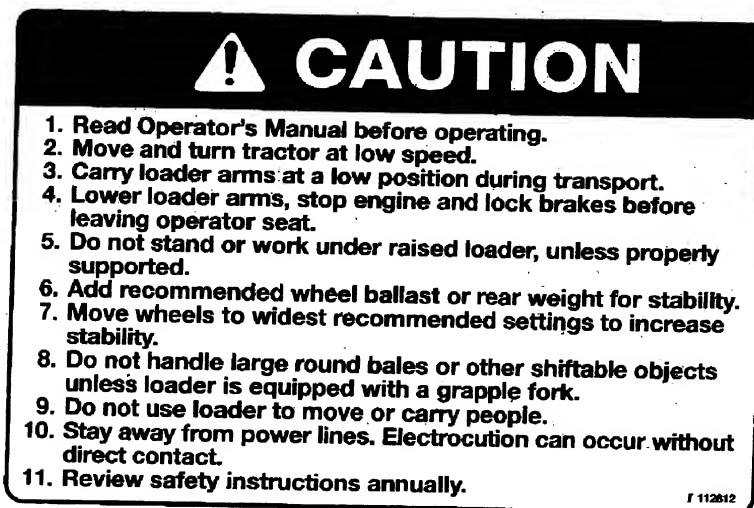 CAUTION
1. Read Operator's Manual before operating.
2. Move and turn tractor at low speed.
3. Carry loader arms at a low position during transport.
4. Lower loader arms, stop engine and lock brakes before
leaving operator seat.
5. Do not stand or work under raised loader, unless properly
supported.
6. Add recommended wheel ballast or rear weight for stability.
7. Move wheels to widest recommended settings to increase
stability.
8. Do not handle large round bales or other shiftable objects
unless loader is equipped with a grapple fork.
9. Do not use loader to move or carry people.
10. Stay away from power lines. Electrocution can occur without
direct contact.
11. Review safety instructions annually.